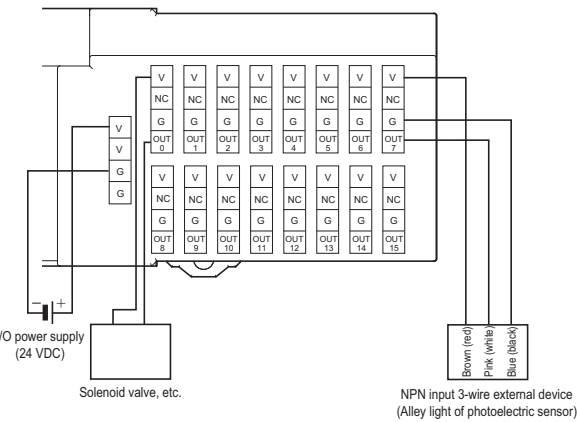 V V V V V V V V
NC NC NC NC NC NC NC NC
G G G G G G G G
OUT 0 OUT 1 OUT 2 OUT 3 OUT 4 OUT 5 OUT 6 OUT 7
V
V
G
G
V V V V V V V V
NC NC NC NC NC NC NC NC
G G G G G G G G
OUT 8 OUT 9 OUT 10 OUT 11 OUT 12 OUT 13 OUT 14 OUT 15
− +
/O power supply
(24 VDC)
Solenoid valve, etc.
Brown (red)
Pink (white)
Blue (black)
NPN input 3-wire external device
(Alley light of photoelectric sensor)